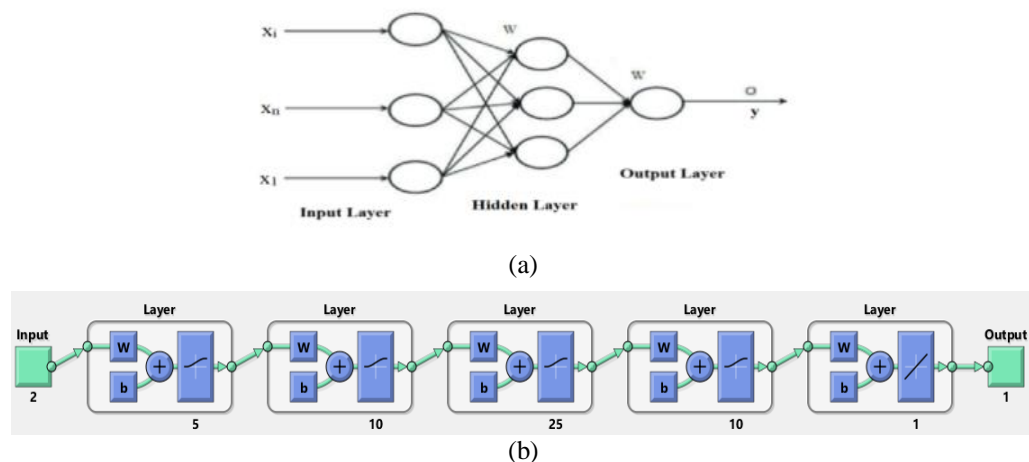 W
Xi
W
Xn
O
y
X1
Output Layer
Hidden Layer
Input Layer
(a)
Layer Layer Layer Layer Layer
Input Output
W W W W W
+ + + + +
b b b b b
2 1
5 10 25 10 1
(b)